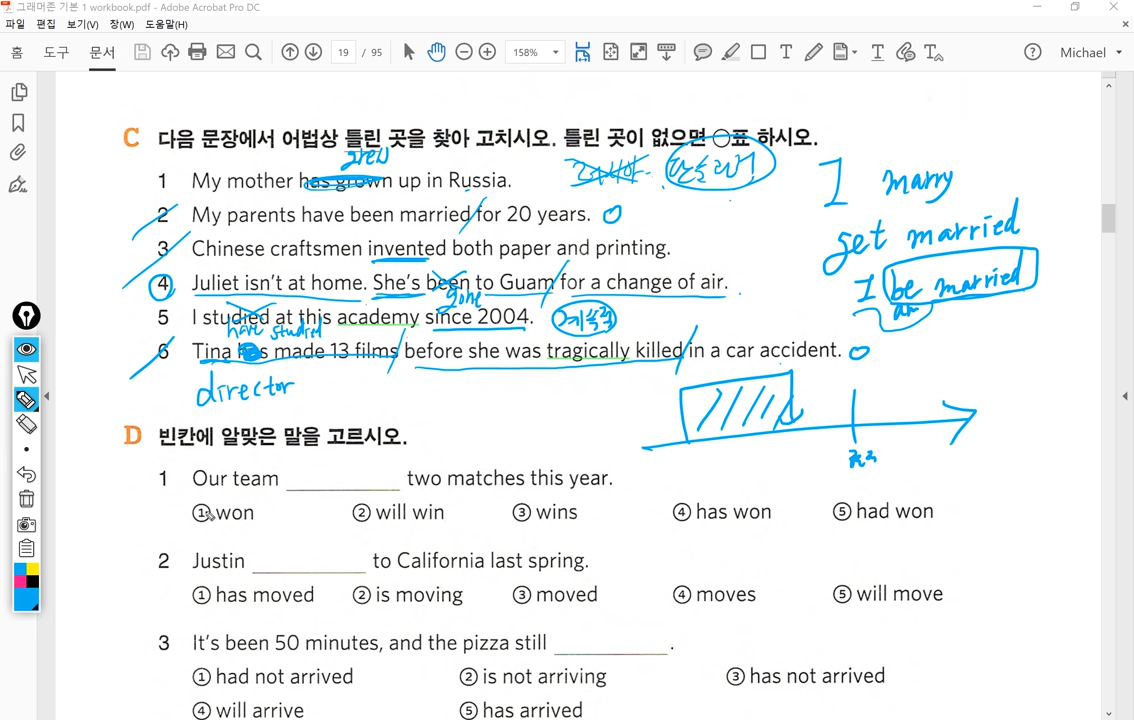 그래머존 기본 1 workbook.pdf - Adobe Acrobat Pro DC
파일 편집 보기(V) 창(W) 도움말(H)
홈 도구 문서 19 / 95 158% Michael
C 다음 문장에서 어법상 틀린 곳을 찾아 고치시오. 틀린 곳이 없으면 ○표 하시오.
grew
1 My mother has grown up in Russia.
I marry
2 My parents have been married for 20 years. O
get married
3 Chinese craftsmen invented both paper and printing.
I be married
am
4 Juliet isn't at home. She's been to Guam for a change of air.
gone
5 I studied at this academy since 2004. 계속적
have studied
6 Tina has made 13 films before she was tragically killed in a car accident. O
director
D 빈칸에 알맞은 말을 고르시오.
1 Our team __________ two matches this year.
① won ② will win ③ wins ④ has won ⑤ had won
2 Justin __________ to California last spring.
① has moved ② is moving ③ moved ④ moves ⑤ will move
3 It's been 50 minutes, and the pizza still __________ .
① had not arrived ② is not arriving ③ has not arrived
④ will arrive ⑤ has arrived